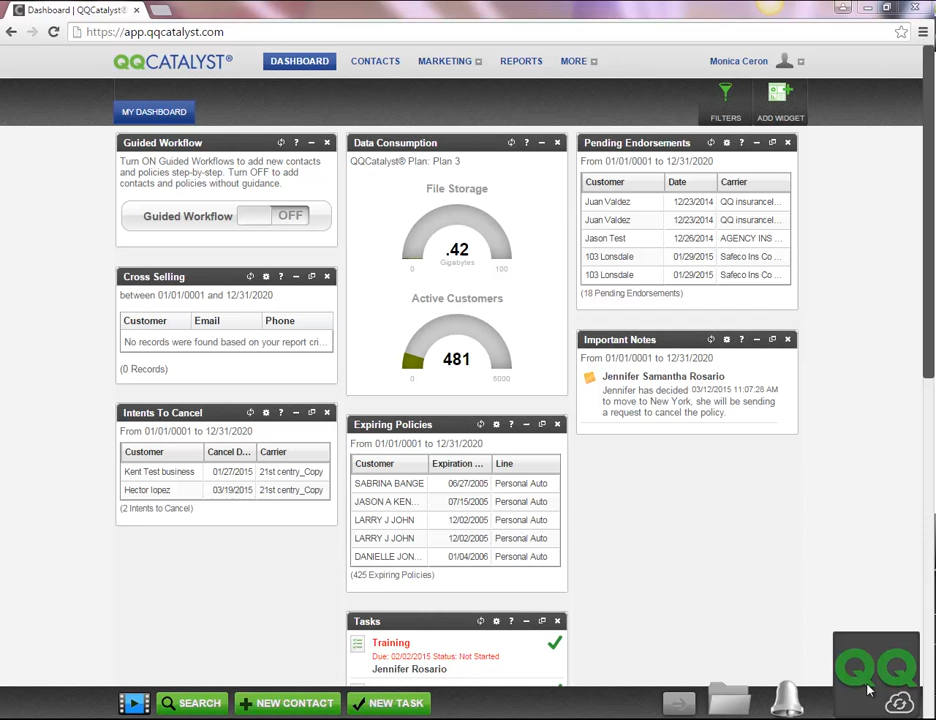 Dashboard | QQCatalyst®
https://app.qqcatalyst.com
QQCATALYST®
DASHBOARD
CONTACTS
MARKETING
REPORTS
MORE
Monica Ceron
MY DASHBOARD
FILTERS
ADD WIDGET
Guided Workflow
Turn ON Guided Workflows to add new contacts
and policies step-by-step. Turn OFF to add
contacts and policies without guidance.
Guided Workflow OFF
Cross Selling
between 01/01/0001 and 12/31/2020
Customer Email Phone
No records were found based on your report cri...
(0 Records)
Intents To Cancel
From 01/01/0001 to 12/31/2020
Customer Cancel D... Carrier
Kent Test business 01/27/2015 21st centry_Copy
Hector lopez 03/19/2015 21st centry_Copy
(2 Intents to Cancel)
Data Consumption
QQCatalyst® Plan: Plan 3
File Storage
.42
Gigabytes
0 100
Active Customers
481
0 5000
Expiring Policies
From 01/01/0001 to 12/31/2020
Customer Expiration ... Line
SABRINA BANGE 06/27/2005 Personal Auto
JASON A KEN... 07/15/2005 Personal Auto
LARRY J JOHN 12/02/2005 Personal Auto
LARRY J JOHN 12/02/2005 Personal Auto
DANIELLE JON... 01/04/2006 Personal Auto
(425 Expiring Policies)
Tasks
Training
Due: 02/02/2015 Status: Not Started
Jennifer Rosario
Pending Endorsements
From 01/01/0001 to 12/31/2020
Customer Date Carrier
Juan Valdez 12/23/2014 QQ insurancel...
Juan Valdez 12/23/2014 QQ insurancel...
Jason Test 12/26/2014 AGENCY INS ...
103 Lonsdale 01/29/2015 Safeco Ins Co ...
103 Lonsdale 01/29/2015 Safeco Ins Co ...
(18 Pending Endorsements)
Important Notes
From 01/01/0001 to 12/31/2020
Jennifer Samantha Rosario
Jennifer has decided 03/12/2015 11:07:28 AM
to move to New York, she will be sending
a request to cancel the policy.
SEARCH
NEW CONTACT
NEW TASK
QQ